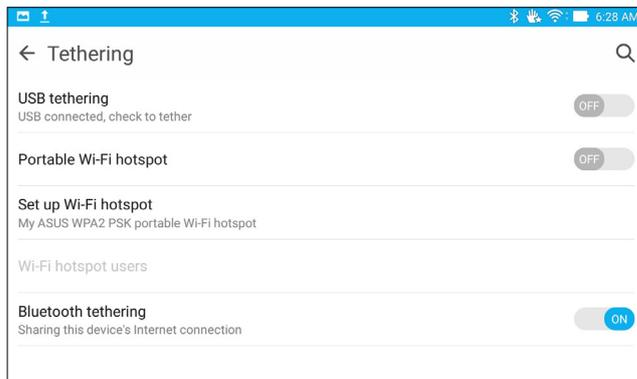 6:28 AM
Tethering
USB tethering
USB connected, check to tether
OFF
Portable Wi-Fi hotspot
OFF
Set up Wi-Fi hotspot
My ASUS WPA2 PSK portable Wi-Fi hotspot
Wi-Fi hotspot users
Bluetooth tethering
Sharing this device's Internet connection
ON